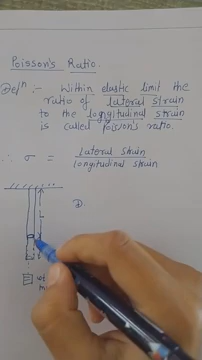 Poisson's Ratio.
Defⁿ :- Within elastic limit the
ratio of lateral strain
to the longitudinal strain
is called poison's ratio.
∴ σ = Lateral strain
longitudinal strain
D